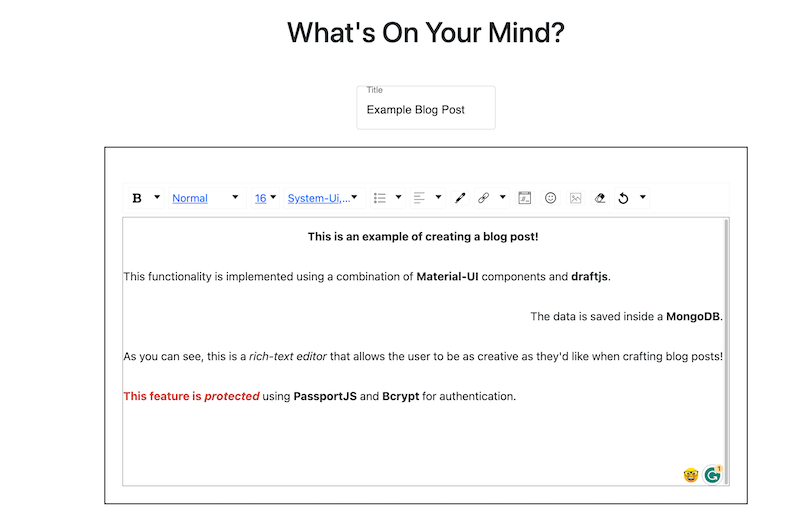 What's On Your Mind?
Title
Example Blog Post
B Normal 16 System-Ui,...
This is an example of creating a blog post!
This functionality is implemented using a combination of Material-UI components and draftjs.
The data is saved inside a MongoDB.
As you can see, this is a rich-text editor that allows the user to be as creative as they'd like when crafting blog posts!
This feature is protected using PassportJS and Bcrypt for authentication.
G 1